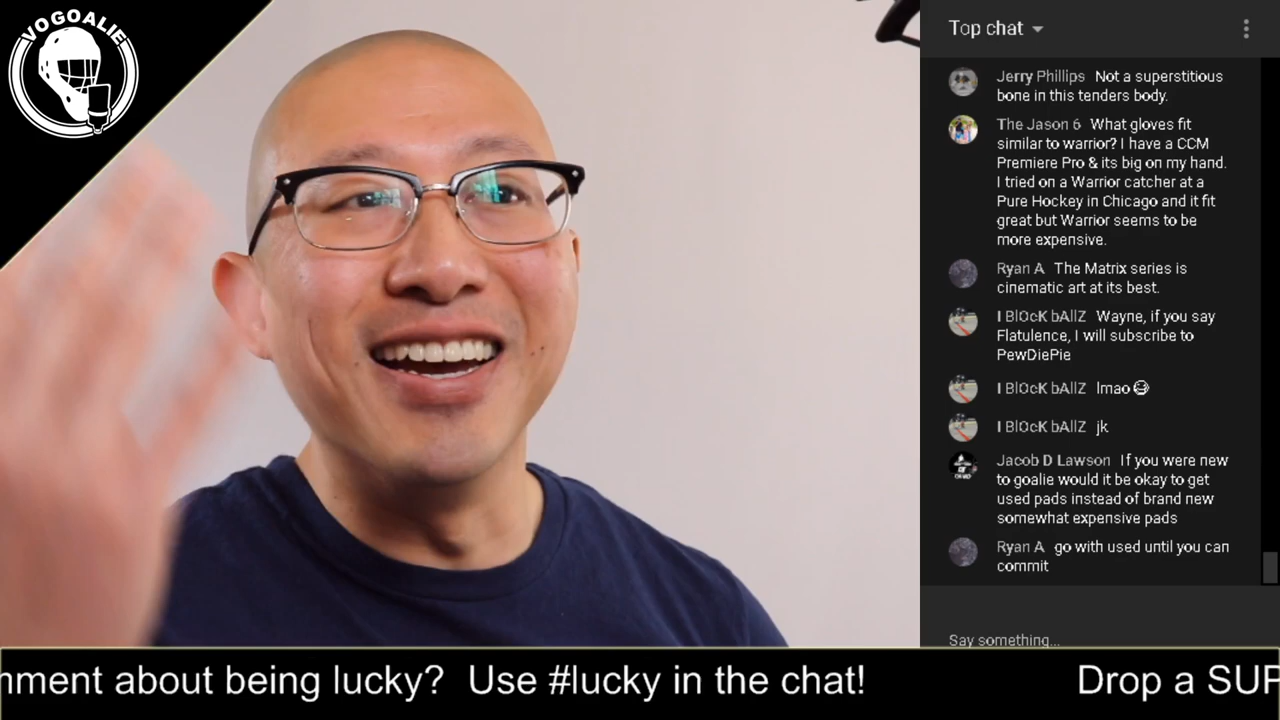 VOGOALIE
Top chat
Jerry Phillips Not a superstitious
bone in this tenders body.
The Jason 6 What gloves fit
similar to warrior? I have a CCM
Premiere Pro & its big on my hand.
I tried on a Warrior catcher at a
Pure Hockey in Chicago and it fit
great but Warrior seems to be
more expensive.
Ryan A The Matrix series is
cinematic art at its best.
I BlOcK bAllZ Wayne, if you say
Flatulence, I will subscribe to
PewDiePie
I BlOcK bAllZ lmao😂
I BlOcK bAllZ jk
Jacob D Lawson If you were new
to goalie would it be okay to get
used pads instead of brand new
somewhat expensive pads
Ryan A go with used until you can
commit
Say something...
nment about being lucky? Use #lucky in the chat! Drop a SUP